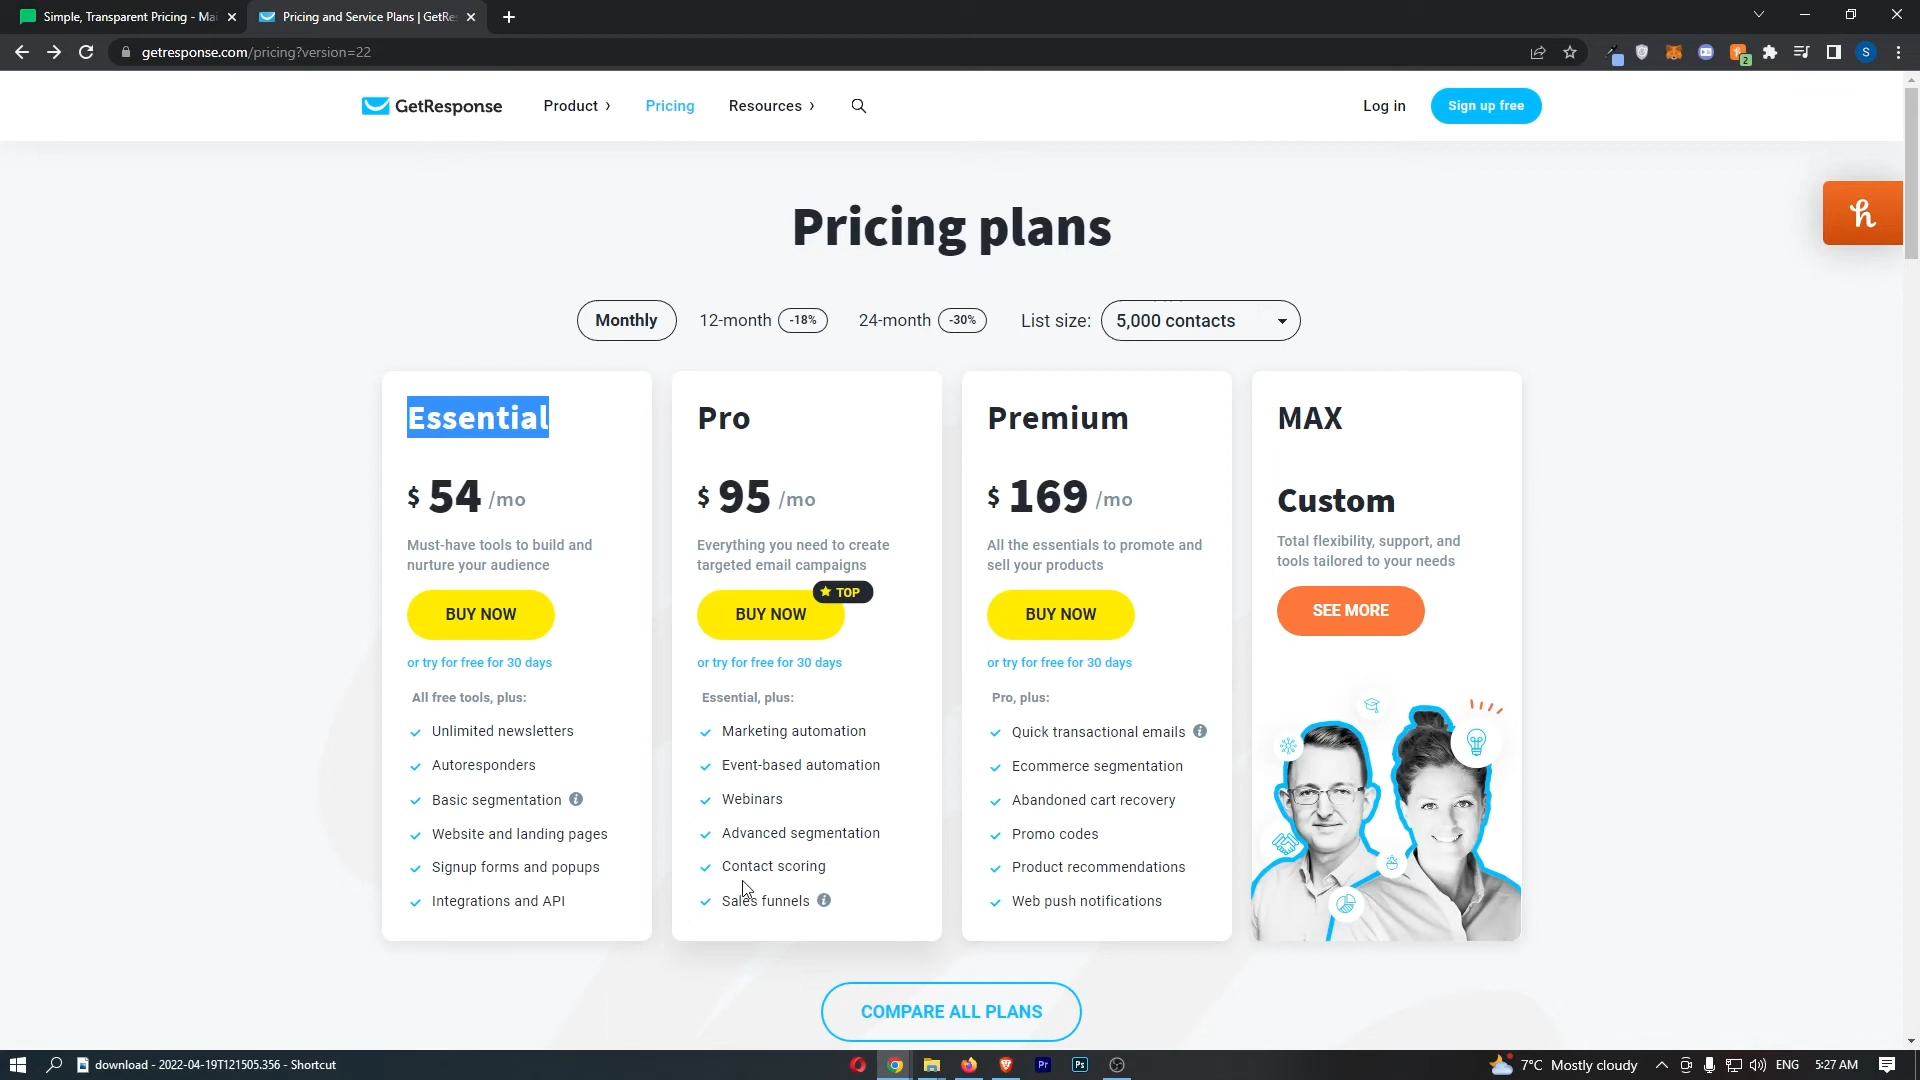 Simple, Transparent Pricing - Mai
Pricing and Service Plans | GetRes
getresponse.com/pricing?version=22
2
S
GetResponse
Product ›
Pricing
Resources ›
Log in
Sign up free
Pricing plans
Monthly
12-month -18%
24-month -30%
List size: 5,000 contacts
Essential
$ 54 /mo
Must-have tools to build and
nurture your audience
BUY NOW
or try for free for 30 days
All free tools, plus:
Unlimited newsletters
Autoresponders
Basic segmentation
Website and landing pages
Signup forms and popups
Integrations and API
Pro
$ 95 /mo
Everything you need to create
targeted email campaigns
TOP
BUY NOW
or try for free for 30 days
Essential, plus:
Marketing automation
Event-based automation
Webinars
Advanced segmentation
Contact scoring
Sales funnels
Premium
$ 169 /mo
All the essentials to promote and
sell your products
BUY NOW
or try for free for 30 days
Pro, plus:
Quick transactional emails
Ecommerce segmentation
Abandoned cart recovery
Promo codes
Product recommendations
Web push notifications
MAX
Custom
Total flexibility, support, and
tools tailored to your needs
SEE MORE
COMPARE ALL PLANS
download - 2022-04-19T121505.356 - Shortcut
Pr
Ps
7°C Mostly cloudy
ENG
5:27 AM